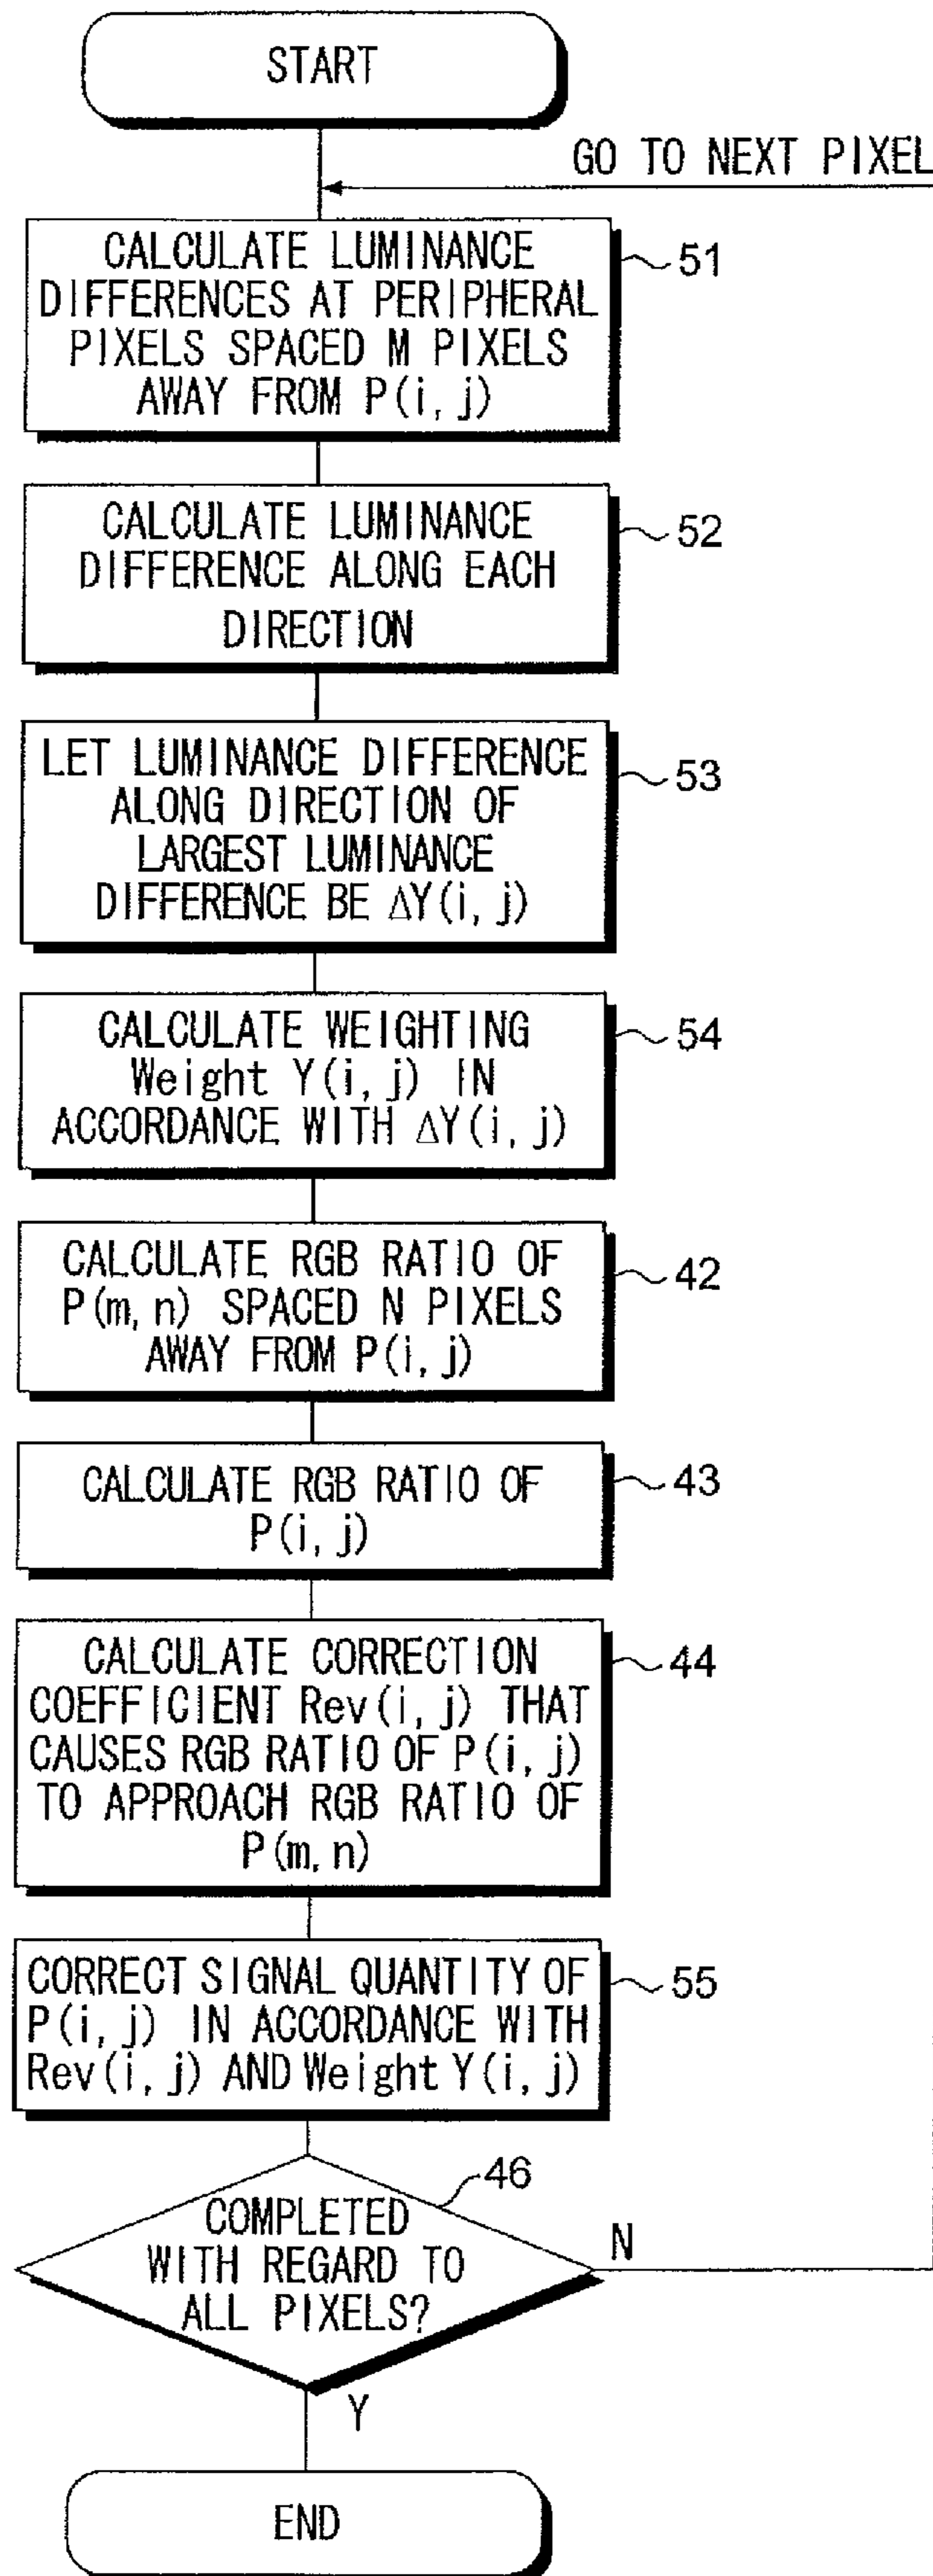 START
GO TO NEXT PIXEL
CALCULATE LUMINANCE
DIFFERENCES AT PERIPHERAL
PIXELS SPACED M PIXELS
AWAY FROM P(i, j)
51
CALCULATE LUMINANCE
DIFFERENCE ALONG EACH
DIRECTION
52
LET LUMINANCE DIFFERENCE
ALONG DIRECTION OF
LARGEST LUMINANCE
DIFFERENCE BE ΔY(i, j)
53
CALCULATE WEIGHTING
Weight Y(i, j) IN
ACCORDANCE WITH ΔY(i, j)
54
CALCULATE RGB RATIO OF
P(m, n) SPACED N PIXELS
AWAY FROM P(i, j)
42
CALCULATE RGB RATIO OF
P(i, j)
43
CALCULATE CORRECTION
COEFFICIENT Rev(i, j) THAT
CAUSES RGB RATIO OF P(i, j)
TO APPROACH RGB RATIO OF
P(m, n)
44
CORRECT SIGNAL QUANTITY OF
P(i, j) IN ACCORDANCE WITH
Rev(i, j) AND Weight Y(i, j)
55
46
COMPLETED
WITH REGARD TO
ALL PIXELS?
N
Y
END